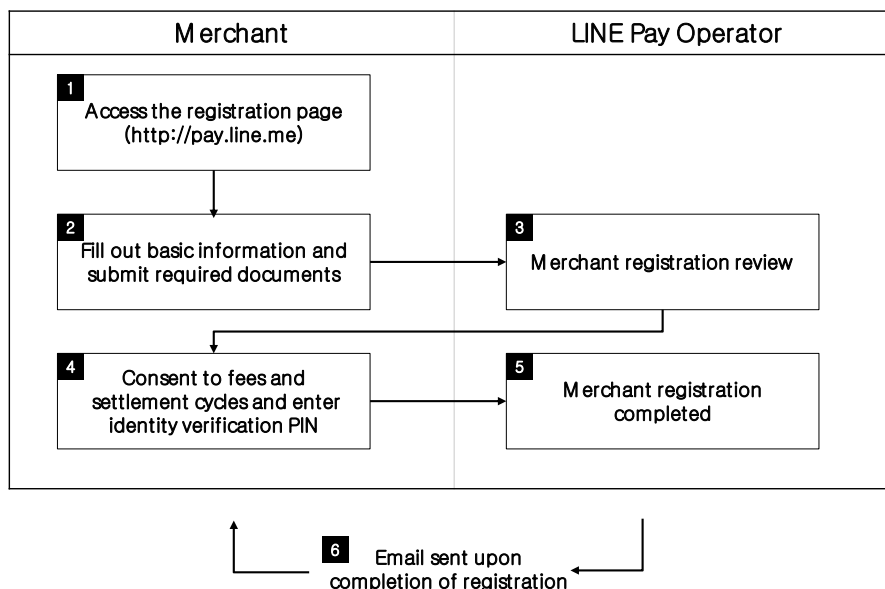 Merchant
LINE Pay Operator
1
Access the registration page
(http://pay.line.me)
2
Fill out basic information and
submit required documents
3
Merchant registration review
4
Consent to fees and
settlement cycles and enter
identity verification PIN
5
Merchant registration
completed
6
Email sent upon
completion of registration